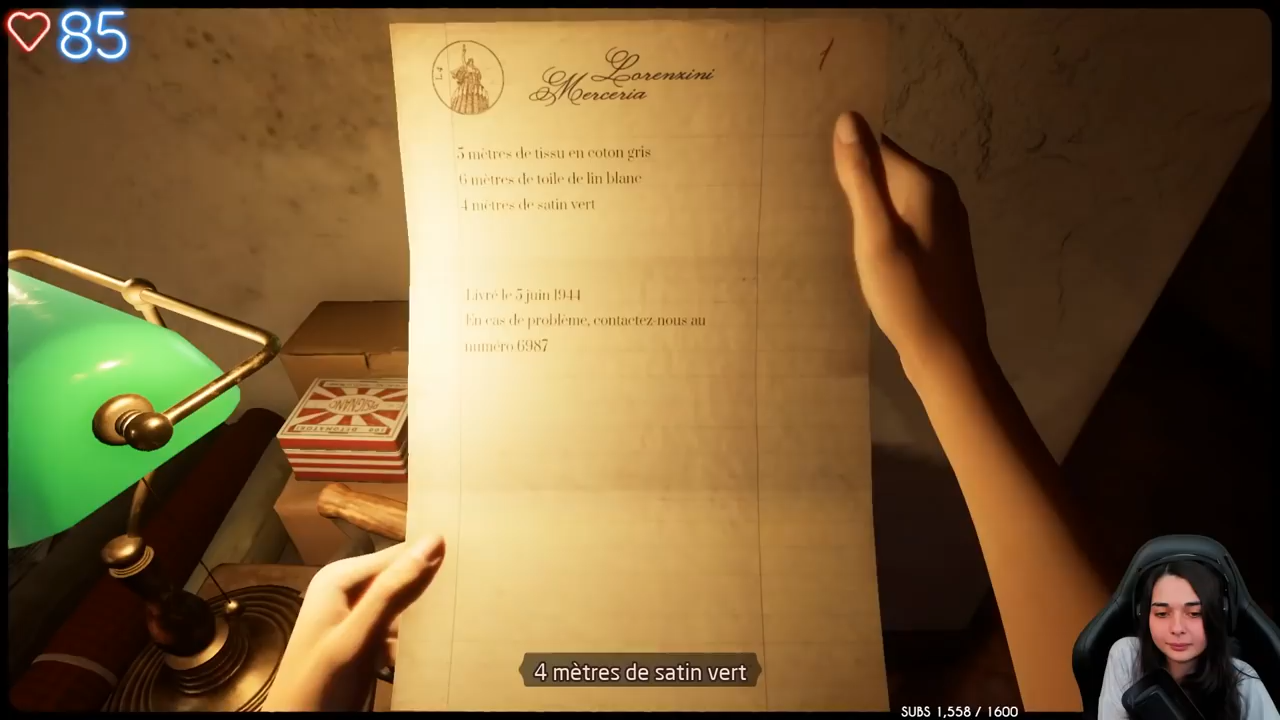 85
1
Lorenzini
Merceria
5 mètres de tissu en coton gris
6 mètres de toile de lin blanc
4 mètres de satin vert
Livré le 5 juin 1944
En cas de problème, contactez-nous au
numéro 6987
4 mètres de satin vert
SUBS 1,558 / 1600